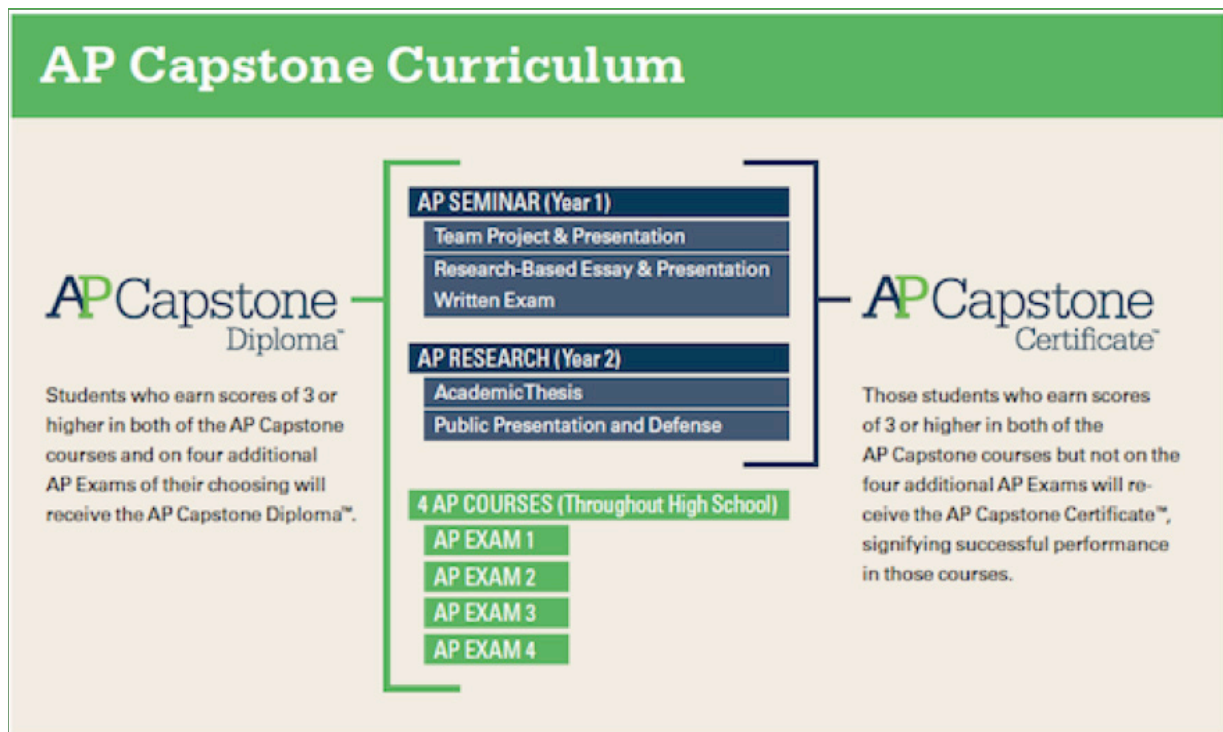 AP Capstone Curriculum
AP Capstone
Diploma™
Students who earn scores of 3 or
higher in both of the AP Capstone
courses and on four additional
AP Exams of their choosing will
receive the AP Capstone Diploma™.
AP SEMINAR (Year 1)
Team Project & Presentation
Research-Based Essay & Presentation
Written Exam
AP RESEARCH (Year 2)
AcademicThesis
Public Presentation and Defense
4 AP COURSES (Throughout High School)
AP EXAM 1
AP EXAM 2
AP EXAM 3
AP EXAM 4
AP Capstone
Certificate™
Those students who earn scores
of 3 or higher in both of the
AP Capstone courses but not on the
four additional AP Exams will re-
ceive the AP Capstone Certificate™,
signifying successful performance
in those courses.